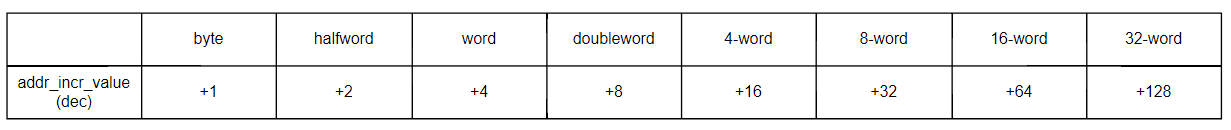 byte halfword word doubleword 4-word 8-word 16-word 32-word
addr_incr_value
(dec) +1 +2 +4 +8 +16 +32 +64 +128